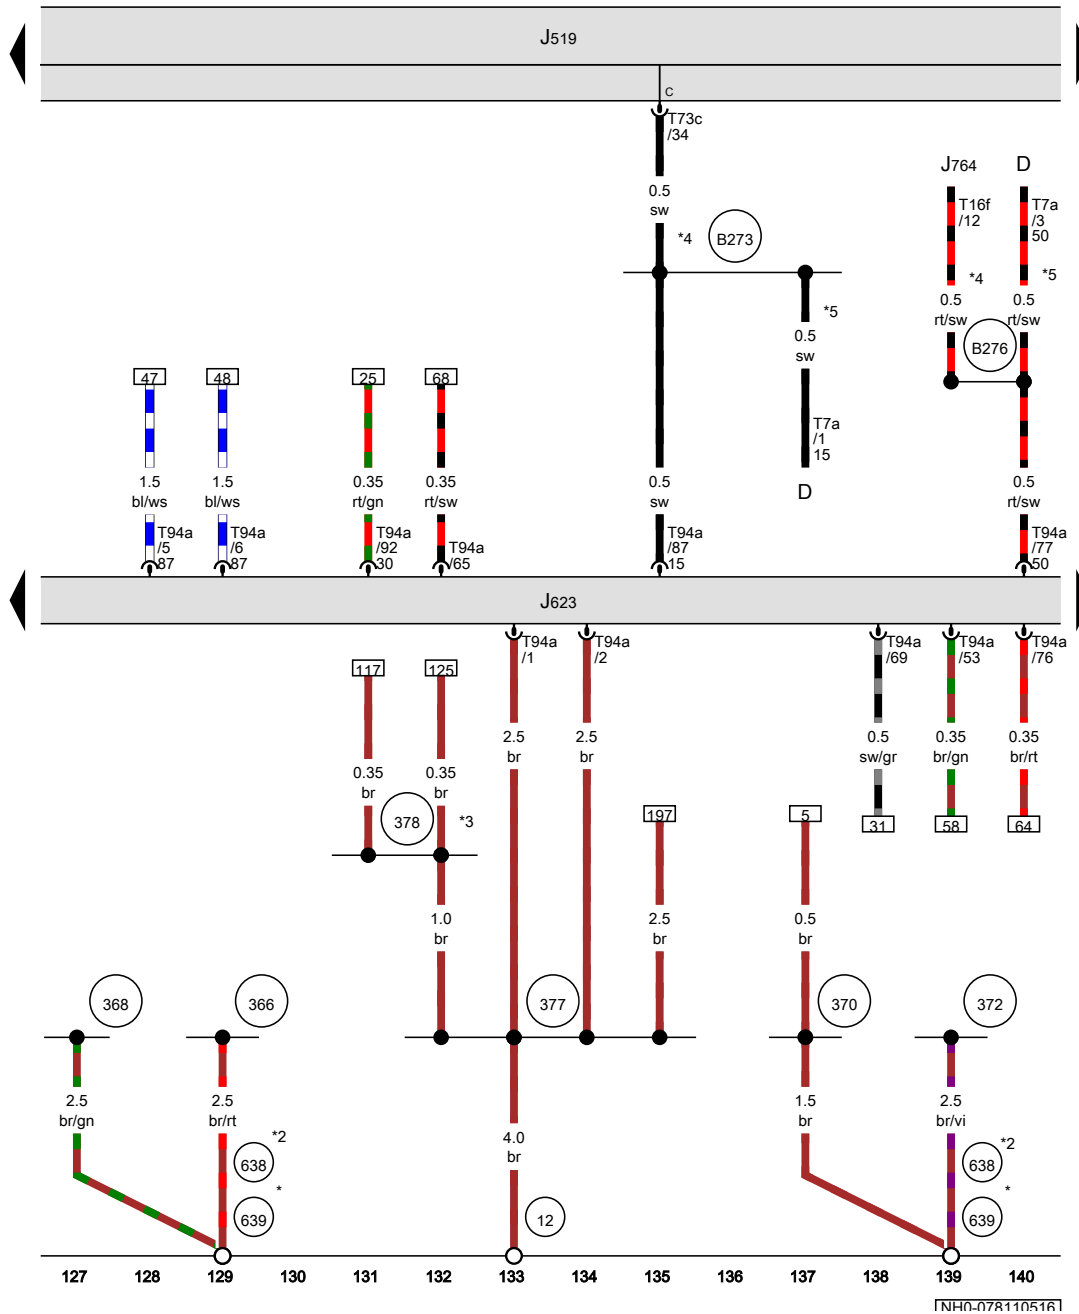 J519
c
T73c
/34
J764
D
0.5
sw
T16f
/12
T7a
/3
50
*4
B273
*4
*5
*5
0.5
rt/sw
0.5
rt/sw
0.5
sw
B276
47
48
25
68
T7a
/1
15
1.5
bl/ws
1.5
bl/ws
0.35
rt/gn
0.35
rt/sw
0.5
sw
D
0.5
rt/sw
T94a
/5
87
T94a
/6
87
T94a
/92
30
T94a
/65
T94a
/87
15
T94a
/77
50
J623
T94a
/1
T94a
/2
T94a
/69
T94a
/53
T94a
/76
117
125
2.5
br
2.5
br
0.5
sw/gr
0.35
br/gn
0.35
br/rt
0.35
br
0.35
br
378
*3
197
5
31
58
64
1.0
br
2.5
br
0.5
br
368
366
377
370
372
2.5
br/gn
2.5
br/rt
1.5
br
2.5
br/vi
*2
4.0
br
*2
638
638
*
*
639
12
639
127
128
129
130
131
132
133
134
135
136
137
138
139
140
NH0-078110516